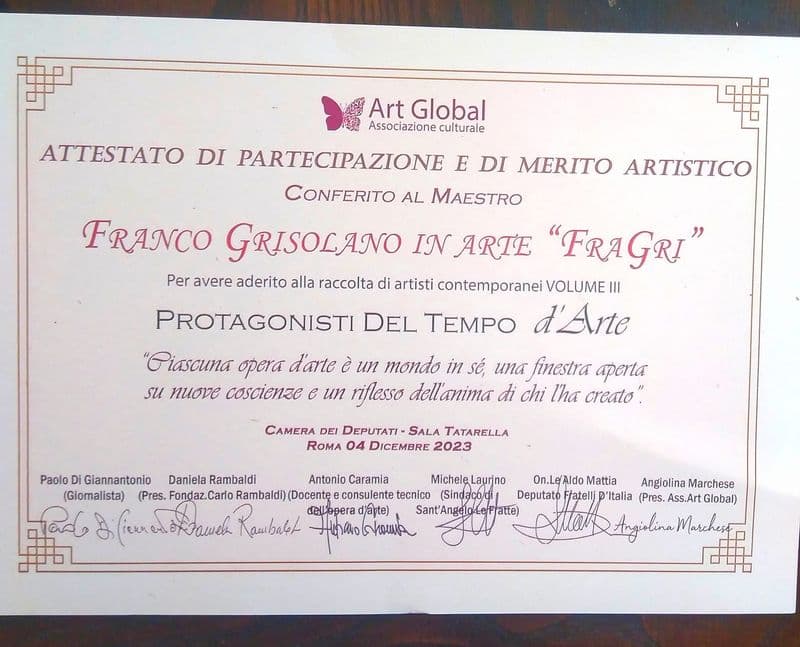 Art Global
Associazione culturale
ATTESTATO DI PARTECIPAZIONE E DI MERITO ARTISTICO
CONFERITO AL MAESTRO
FRANCO GRISOLANO IN ARTE “FRAGRI”
Per avere aderito alla raccolta di artisti contemporanei VOLUME III
PROTAGONISTI DEL TEMPO d'Arte
“Ciascuna opera d'arte è un mondo in sé, una finestra aperta
su nuove coscienze e un riflesso dell'anima di chi l'ha creato”.
CAMERA DEI DEPUTATI - SALA TATARELLA
ROMA 04 DICEMBRE 2023
Paolo Di Giannantonio Daniela Rambaldi Antonio Caramia Michele Laurino On.Le Aldo Mattia Angiolina Marchese
(Giornalista) (Pres. Fondaz.Carlo Rambaldi) (Docente e consulente tecnico (Sindaco di Deputato Fratelli D'Italia (Pres. Ass.Art Global)
dell'opera d'arte) Sant'Angelo Le Fratte)
Daniela Rambaldi Angiolina Marchese